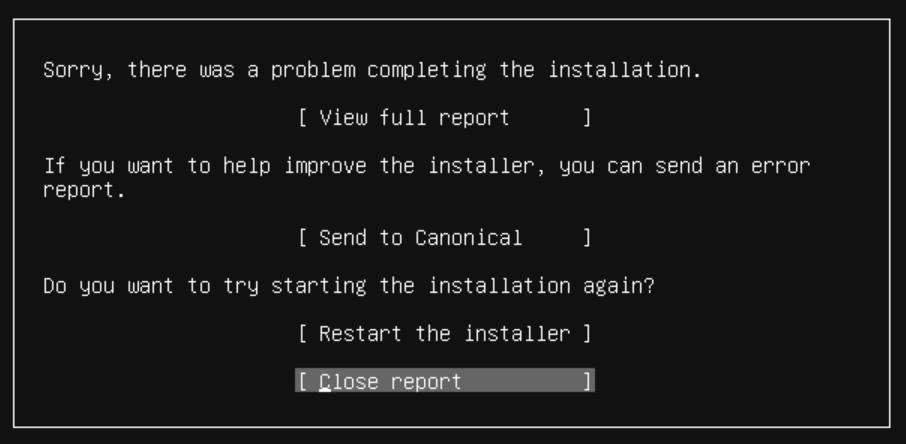 Sorry, there was a problem completing the installation.
[ View full report ]
If you want to help improve the installer, you can send an error
report.
[ Send to Canonical ]
Do you want to try starting the installation again?
[ Restart the installer ]
[ Close report ]